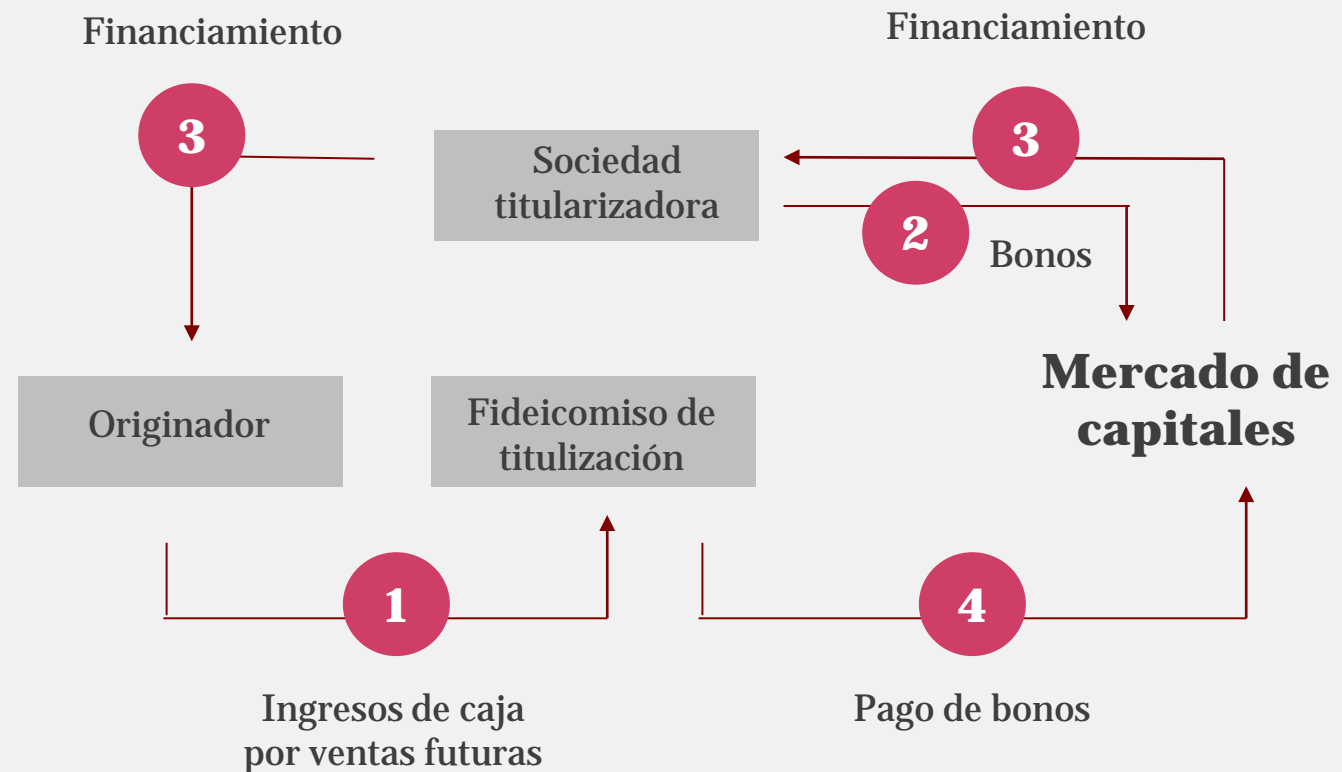 Financiamiento
Financiamiento
3
3
Sociedad
titularizadora
2
Bonos
Mercado de
capitales
Originador
Fideicomiso de
titulización
1
4
Ingresos de caja
por ventas futuras
Pago de bonos